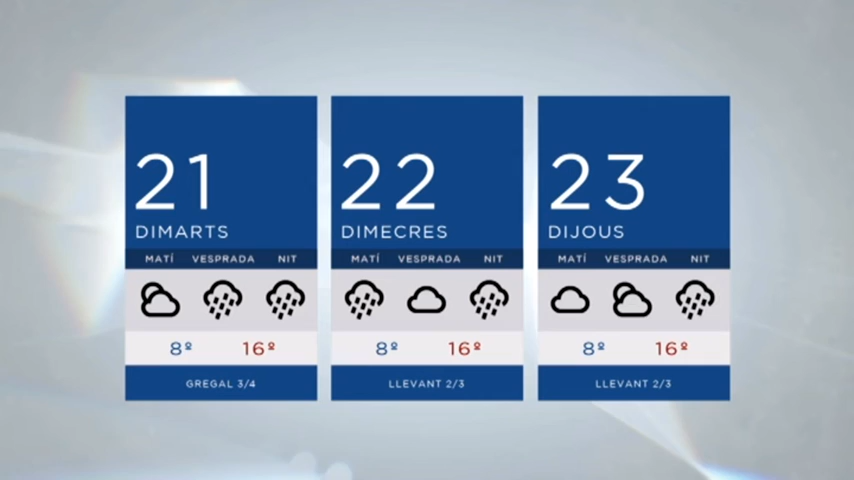 21
DIMARTS
MATÍ VESPRADA NIT
8º 16º
GREGAL 3/4
22
DIMECRES
MATÍ VESPRADA NIT
8º 16º
LLEVANT 2/3
23
DIJOUS
MATÍ VESPRADA NIT
8º 16º
LLEVANT 2/3